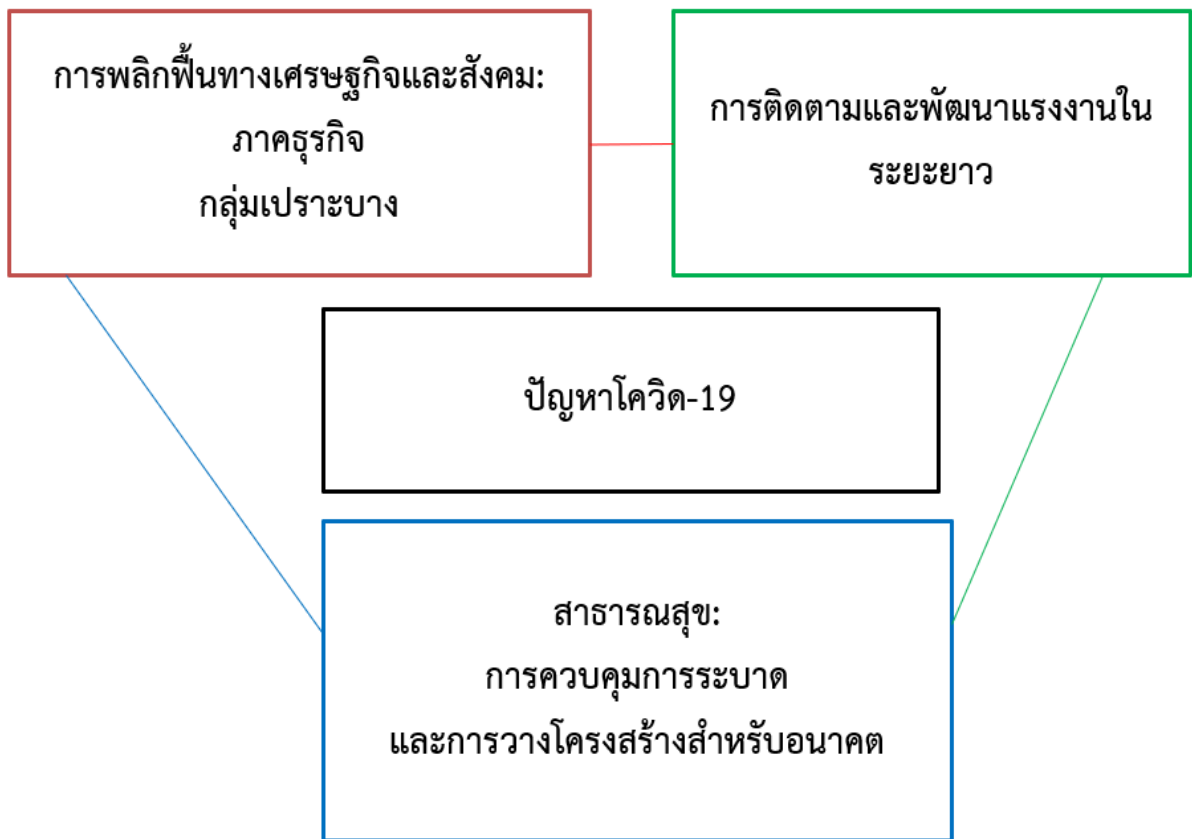 การพลิกฟื้นทางเศรษฐกิจและสังคม:
ภาคธุรกิจ
กลุ่มเปราะบาง
การติดตามและพัฒนาแรงงานใน
ระยะยาว
ปัญหาโควิด-19
สาธารณสุข:
การควบคุมการระบาด
และการวางโครงสร้างสำหรับอนาคต